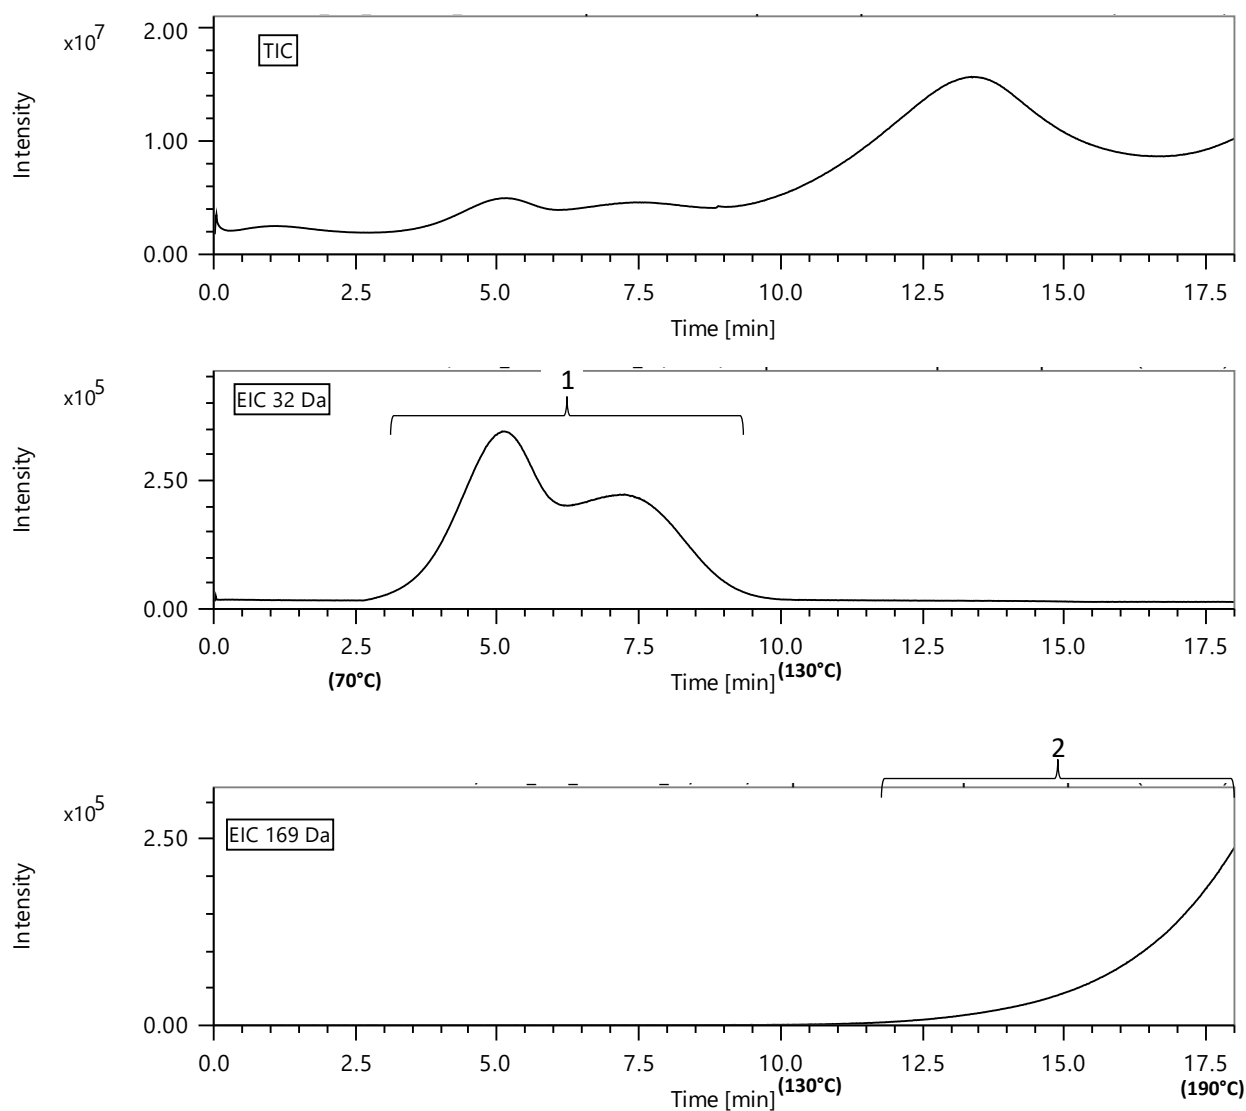 x10^7
2.00
TIC
Intensity
1.00
0.00
0.0 2.5 5.0 7.5 10.0 12.5 15.0 17.5
Time [min]
1
x10^5
EIC 32 Da
Intensity
2.50
0.00
0.0 2.5 5.0 7.5 10.0 12.5 15.0 17.5
(70°C) Time [min] (130°C)
2
x10^5
2.50
EIC 169 Da
Intensity
0.00
0.0 2.5 5.0 7.5 10.0 12.5 15.0 17.5
Time [min] (130°C) (190°C)